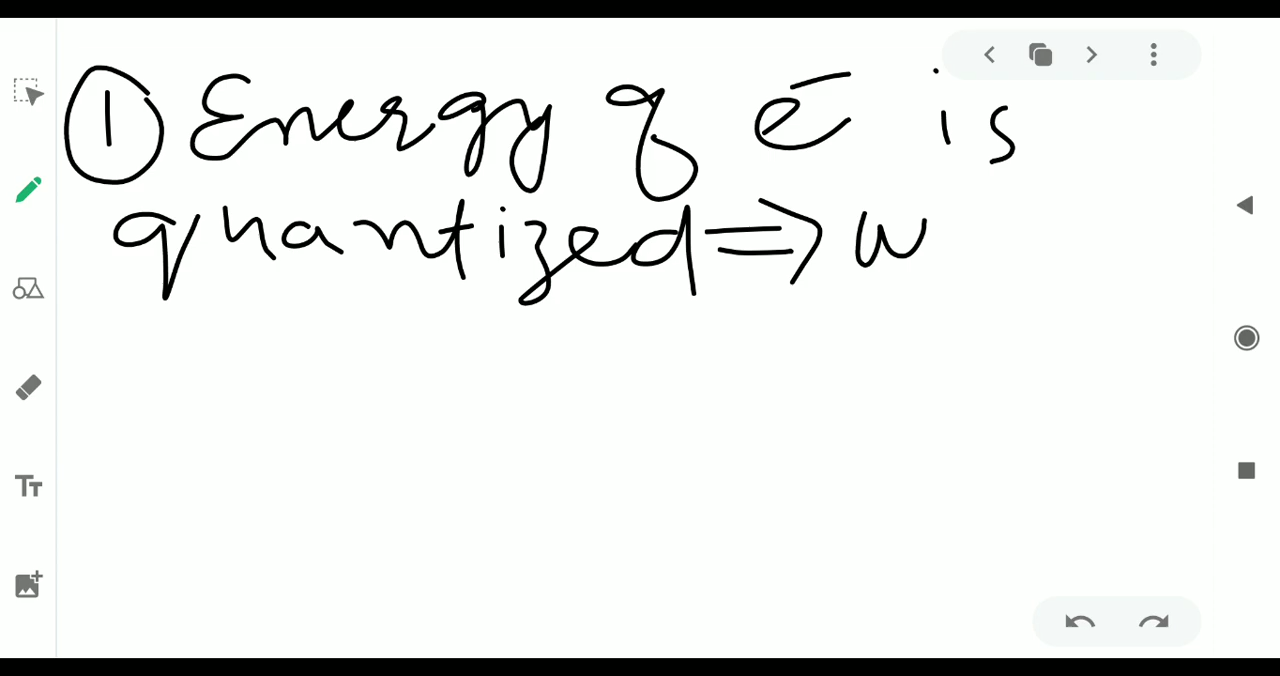 ① Energy of e⁻ is
quantized ⇒ w